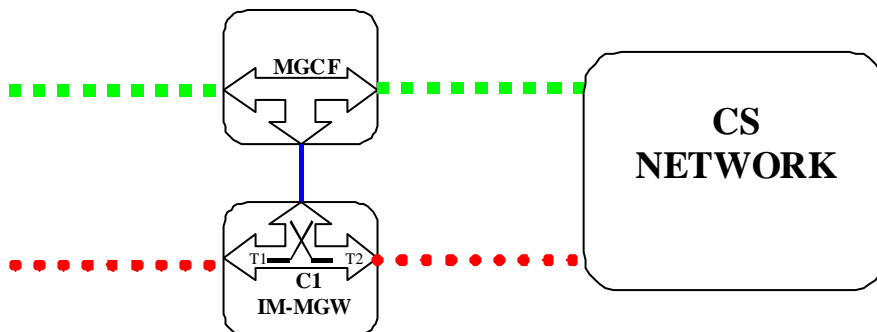 MGCF
CS
NETWORK
T1
T2
C1
IM-MGW